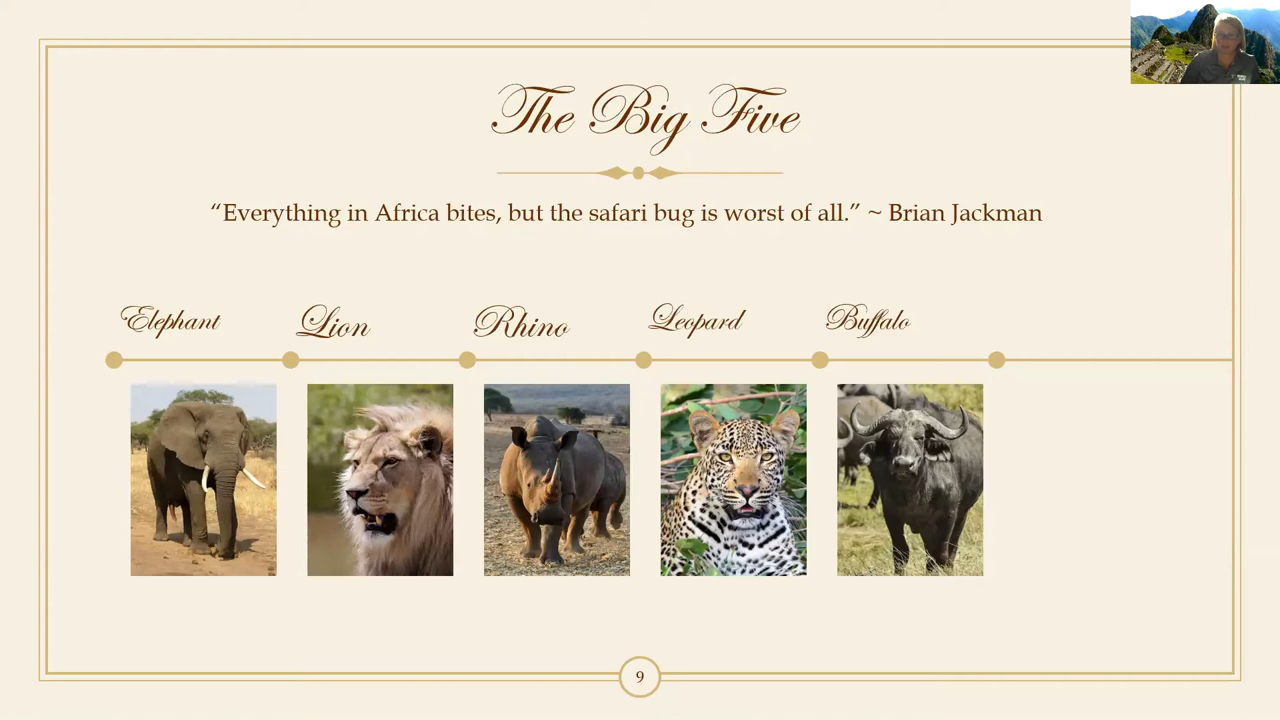 The Big Five
“Everything in Africa bites, but the safari bug is worst of all.” ~ Brian Jackman
Elephant
Lion
Rhino
Leopard
Buffalo
9